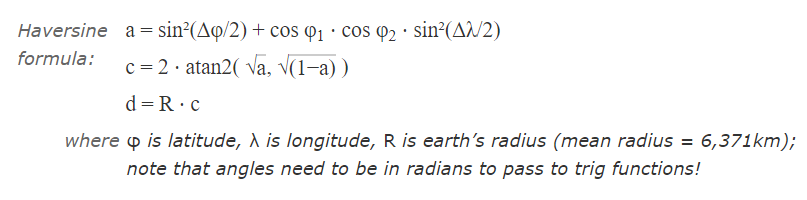 Haversine a = sin²(Δφ/2) + cos φ₁ ⋅ cos φ₂ ⋅ sin²(Δλ/2)
formula: c = 2 ⋅ atan2( √a, √(1−a) )
d = R ⋅ c
where φ is latitude, λ is longitude, R is earth’s radius (mean radius = 6,371km);
note that angles need to be in radians to pass to trig functions!